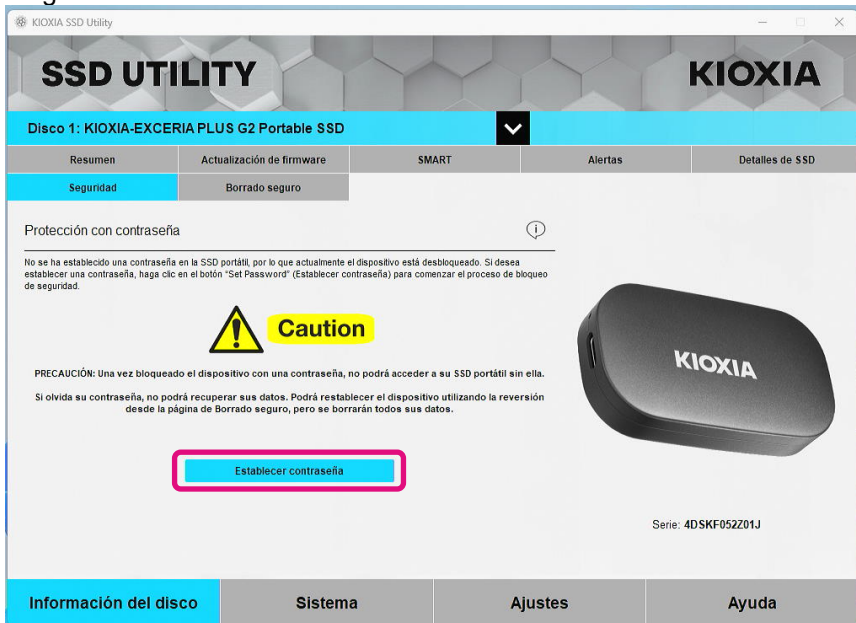 KIOXIA SSD Utility
SSD UTILITY
KIOXIA
Disco 1: KIOXIA-EXCERIA PLUS G2 Portable SSD
Resumen
Actualización de firmware
SMART
Alertas
Detalles de SSD
Seguridad
Borrado seguro
Protección con contraseña
No se ha establecido una contraseña en la SSD portátil, por lo que actualmente el dispositivo está desbloqueado. Si desea
establecer una contraseña, haga clic en el botón "Set Password" (Establecer contraseña) para comenzar el proceso de bloqueo
de seguridad.
Caution
PRECAUCIÓN: Una vez bloqueado el dispositivo con una contraseña, no podrá acceder a su SSD portátil sin ella.
Si olvida su contraseña, no podrá recuperar sus datos. Podrá restablecer el dispositivo utilizando la reversión
desde la página de Borrado seguro, pero se borrarán todos sus datos.
Establecer contraseña
KIOXIA
Serie: 4DSKF052Z01J
Información del disco
Sistema
Ajustes
Ayuda